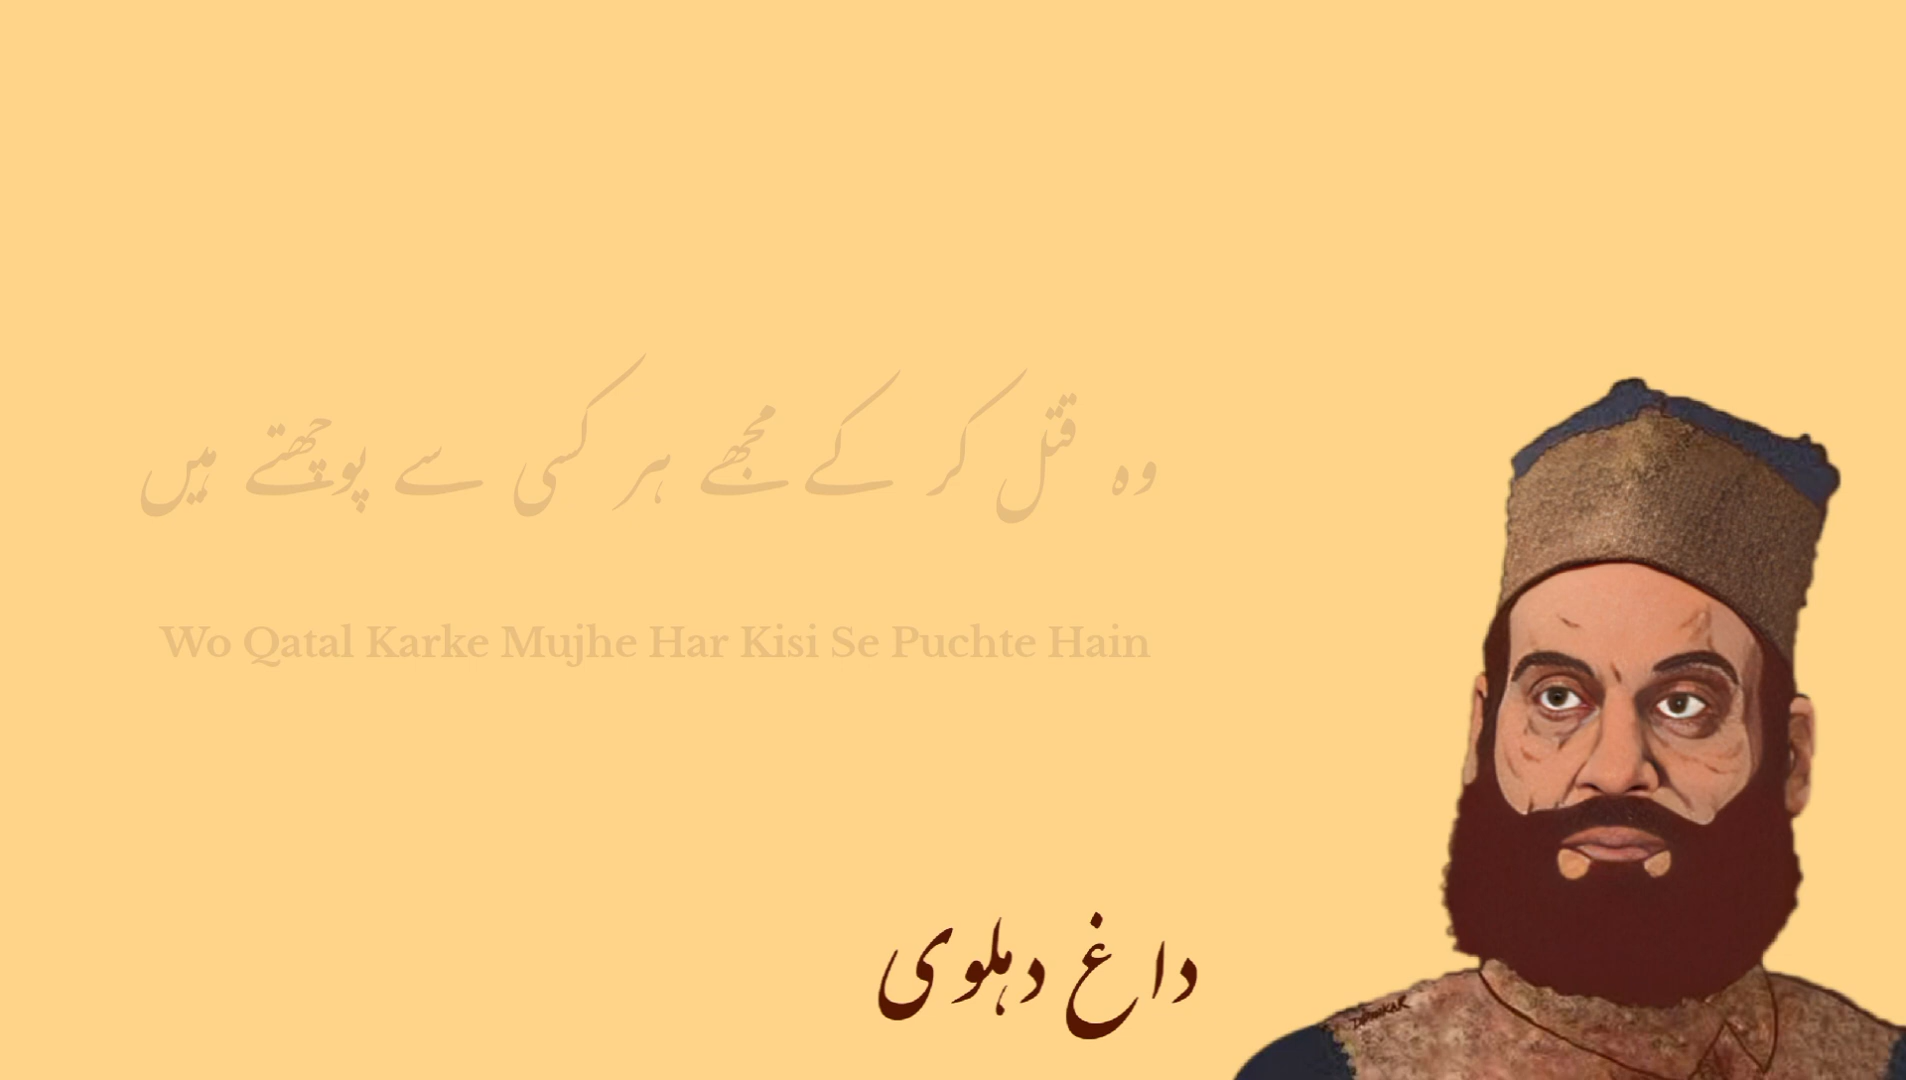 وہ قتل کر کے مجھے ہر کسی سے پوچھتے ہیں
Wo Qatal Karke Mujhe Har Kisi Se Puchte Hain
داغ دہلوی